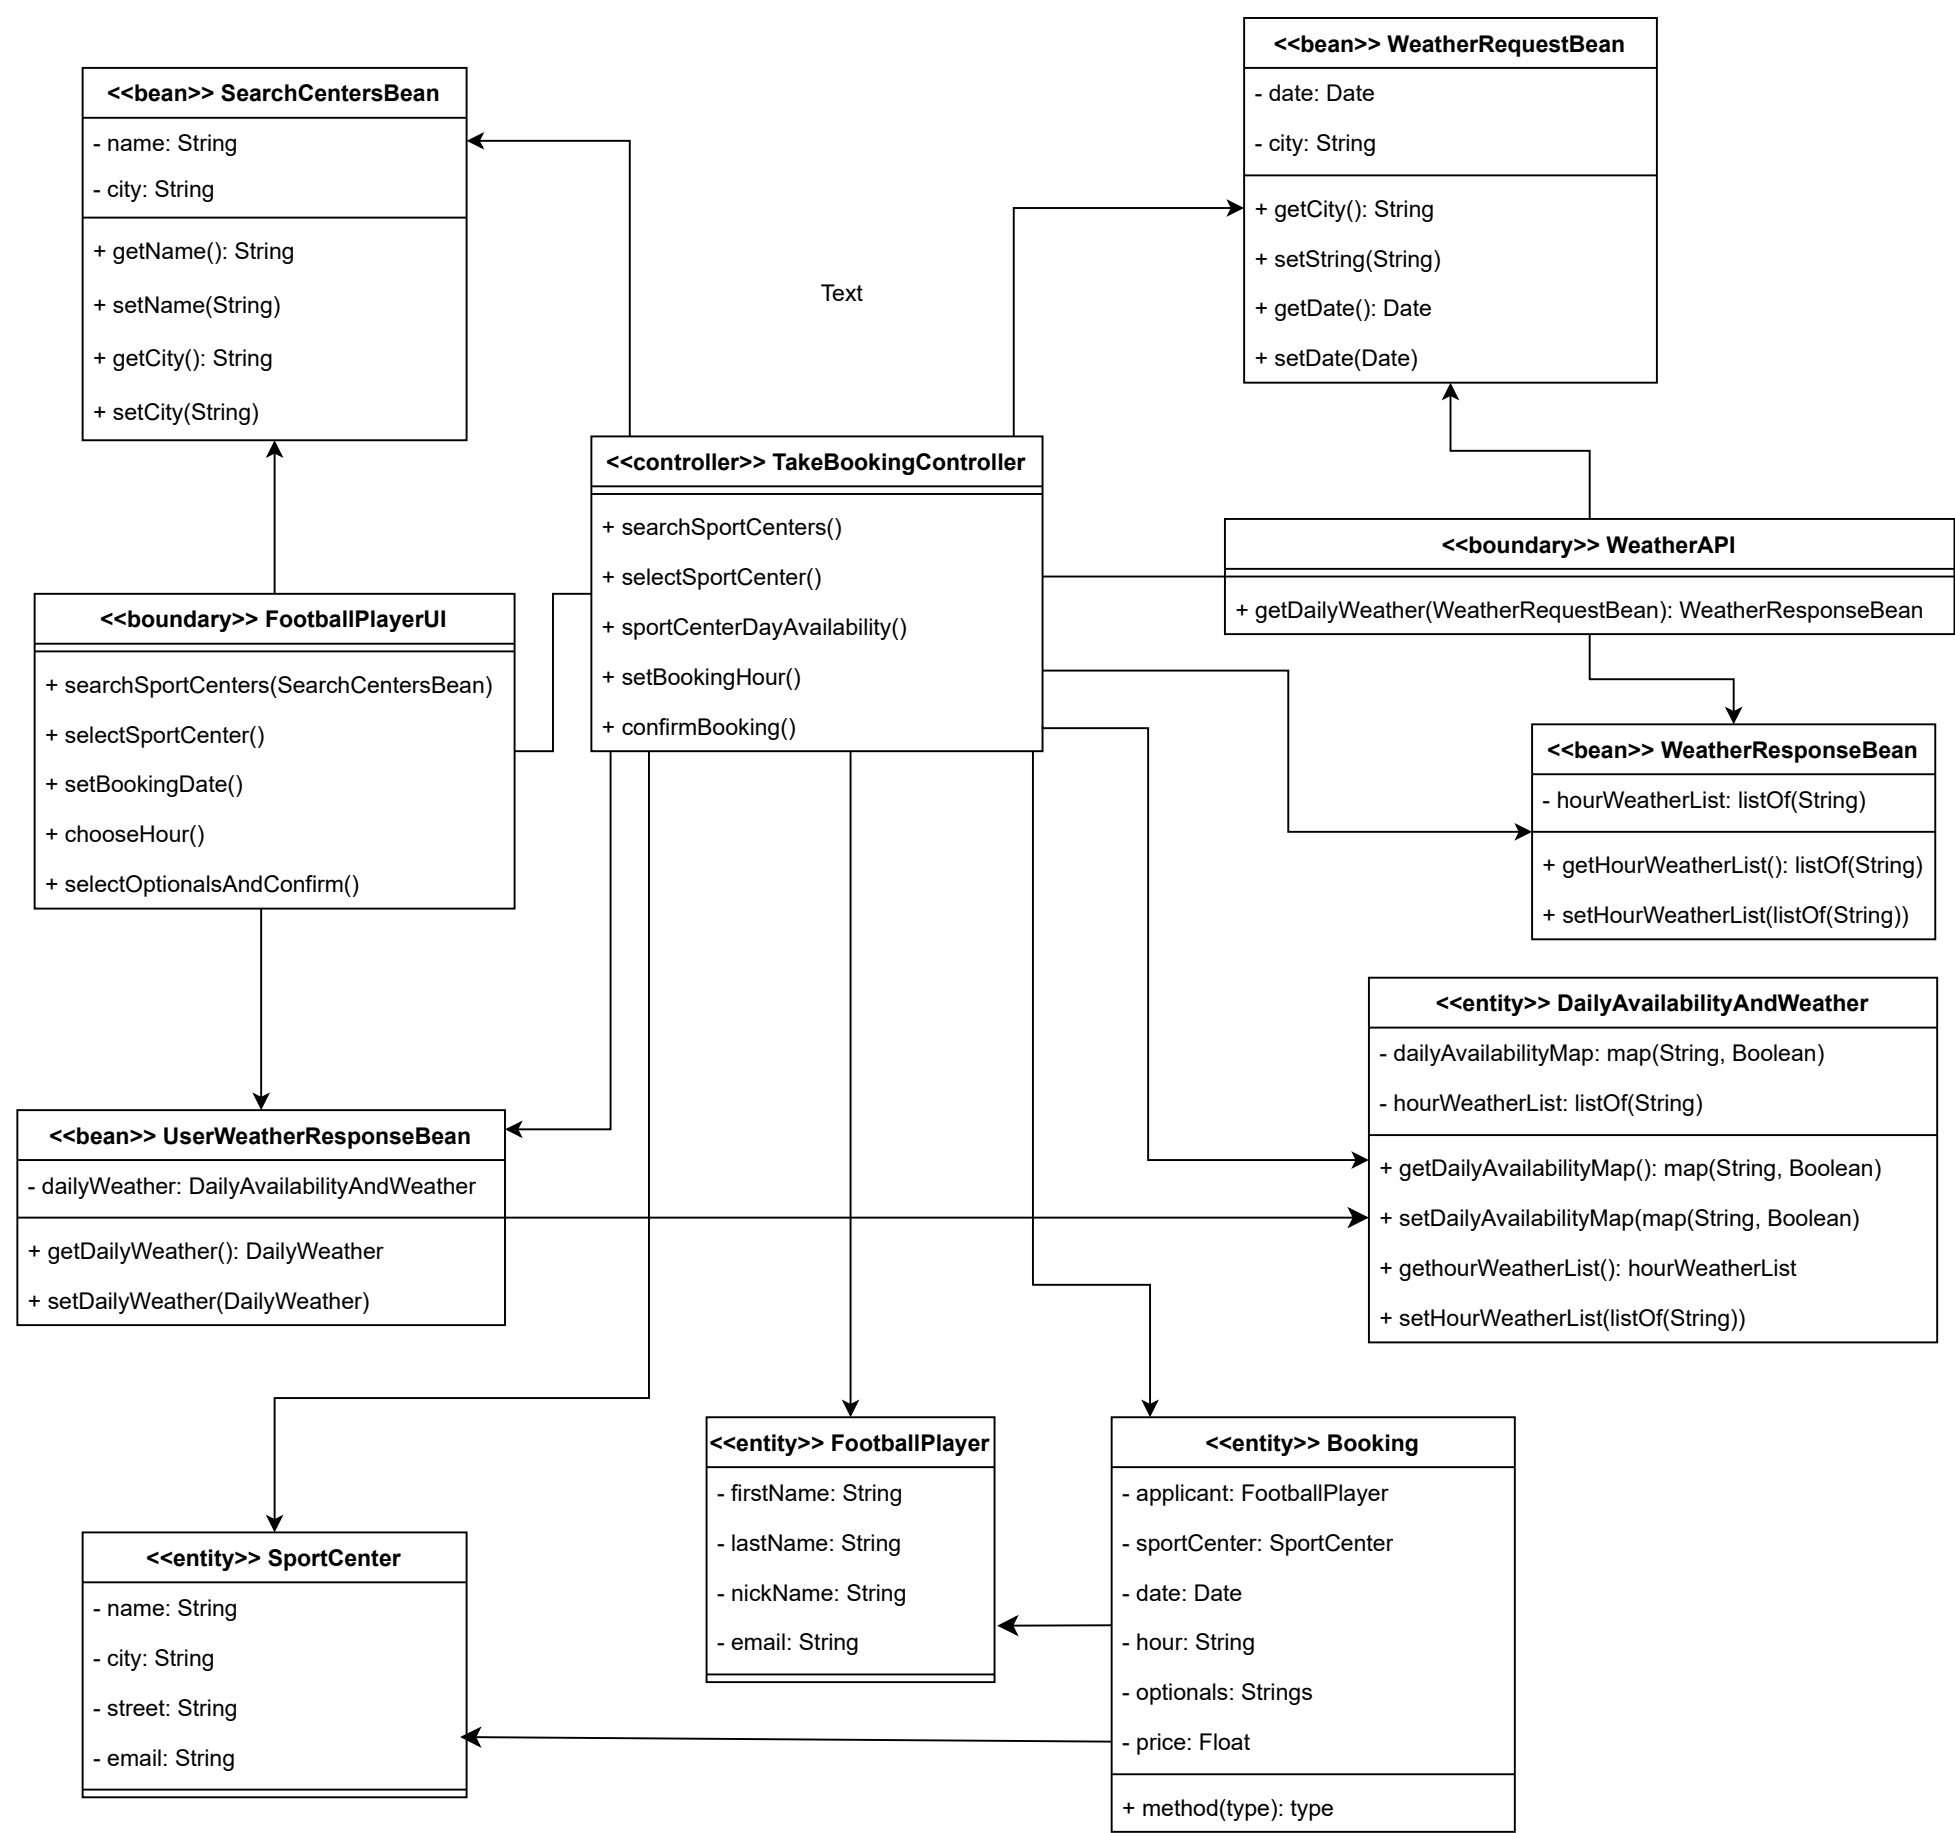 <<bean>> WeatherRequestBean
- date: Date
- city: String
+ getCity(): String
+ setString(String)
+ getDate(): Date
+ setDate(Date)
<<bean>> SearchCentersBean
- name: String
- city: String
+ getName(): String
+ setName(String)
+ getCity(): String
+ setCity(String)
Text
<<controller>> TakeBookingController
+ searchSportCenters()
+ selectSportCenter()
+ sportCenterDayAvailability()
+ setBookingHour()
+ confirmBooking()
<<boundary>> WeatherAPI
+ getDailyWeather(WeatherRequestBean): WeatherResponseBean
<<boundary>> FootballPlayerUI
+ searchSportCenters(SearchCentersBean)
+ selectSportCenter()
+ setBookingDate()
+ chooseHour()
+ selectOptionalsAndConfirm()
<<bean>> WeatherResponseBean
- hourWeatherList: listOf(String)
+ getHourWeatherList(): listOf(String)
+ setHourWeatherList(listOf(String))
<<entity>> DailyAvailabilityAndWeather
- dailyAvailabilityMap: map(String, Boolean)
- hourWeatherList: listOf(String)
+ getDailyAvailabilityMap(): map(String, Boolean)
+ setDailyAvailabilityMap(map(String, Boolean)
+ gethourWeatherList(): hourWeatherList
+ setHourWeatherList(listOf(String))
<<bean>> UserWeatherResponseBean
- dailyWeather: DailyAvailabilityAndWeather
+ getDailyWeather(): DailyWeather
+ setDailyWeather(DailyWeather)
<<entity>> FootballPlayer
- firstName: String
- lastName: String
- nickName: String
- email: String
<<entity>> Booking
- applicant: FootballPlayer
- sportCenter: SportCenter
- date: Date
- hour: String
- optionals: Strings
- price: Float
+ method(type): type
<<entity>> SportCenter
- name: String
- city: String
- street: String
- email: String